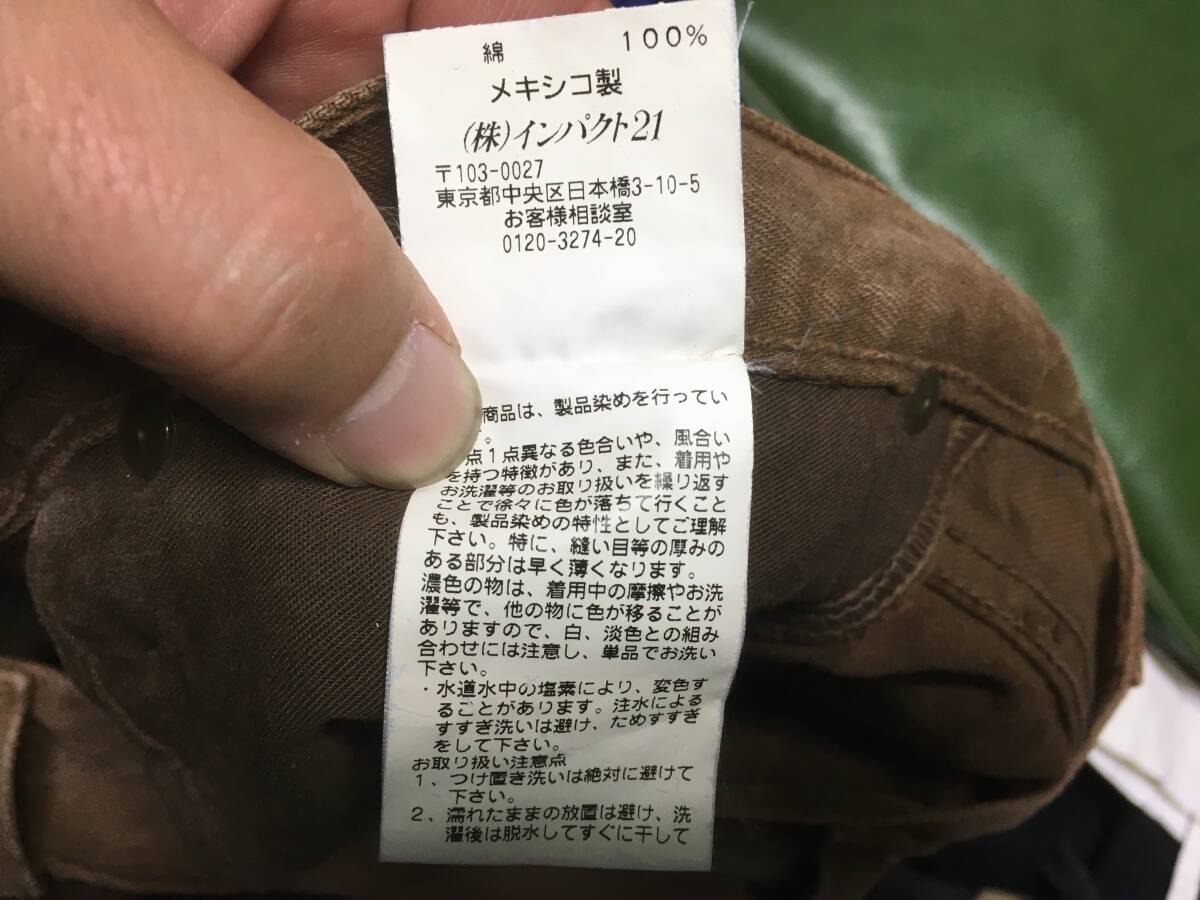 綿 100%
メキシコ製
(株)インパクト21
〒103-0027
東京都中央区日本橋3-10-5
お客様相談室
0120-3274-20
商品は、製品染めを行ってい
。
点1点異なる色合いや、風合い
を持つ特徴があり、また、着用や
お洗濯等のお取り扱いを繰り返す
ことで徐々に色が落ちて行くこと
も、製品染めの特性としてご理解
下さい。特に、縫い目等の厚みの
ある部分は早く薄くなります。
濃色の物は、着用中の摩擦やお洗
濯等で、他の物に色が移ることが
ありますので、白、淡色との組み
合わせには注意し、単品でお洗い
下さい。
・水道水中の塩素により、変色す
ることがあります。注水による
すすぎ洗いは避け、ためすすぎ
をして下さい。
お取り扱い注意点
1、つけ置き洗いは絶対に避けて
下さい。
2、濡れたままの放置は避け、洗
濯後は脱水してすぐに干して